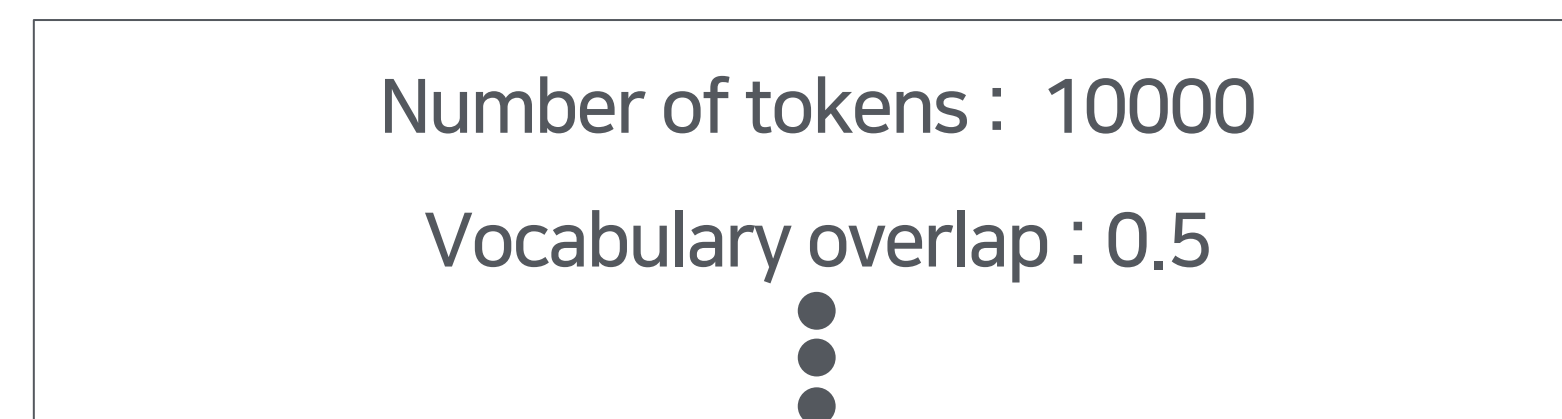 Number of tokens : 10000
Vocabulary overlap : 0.5